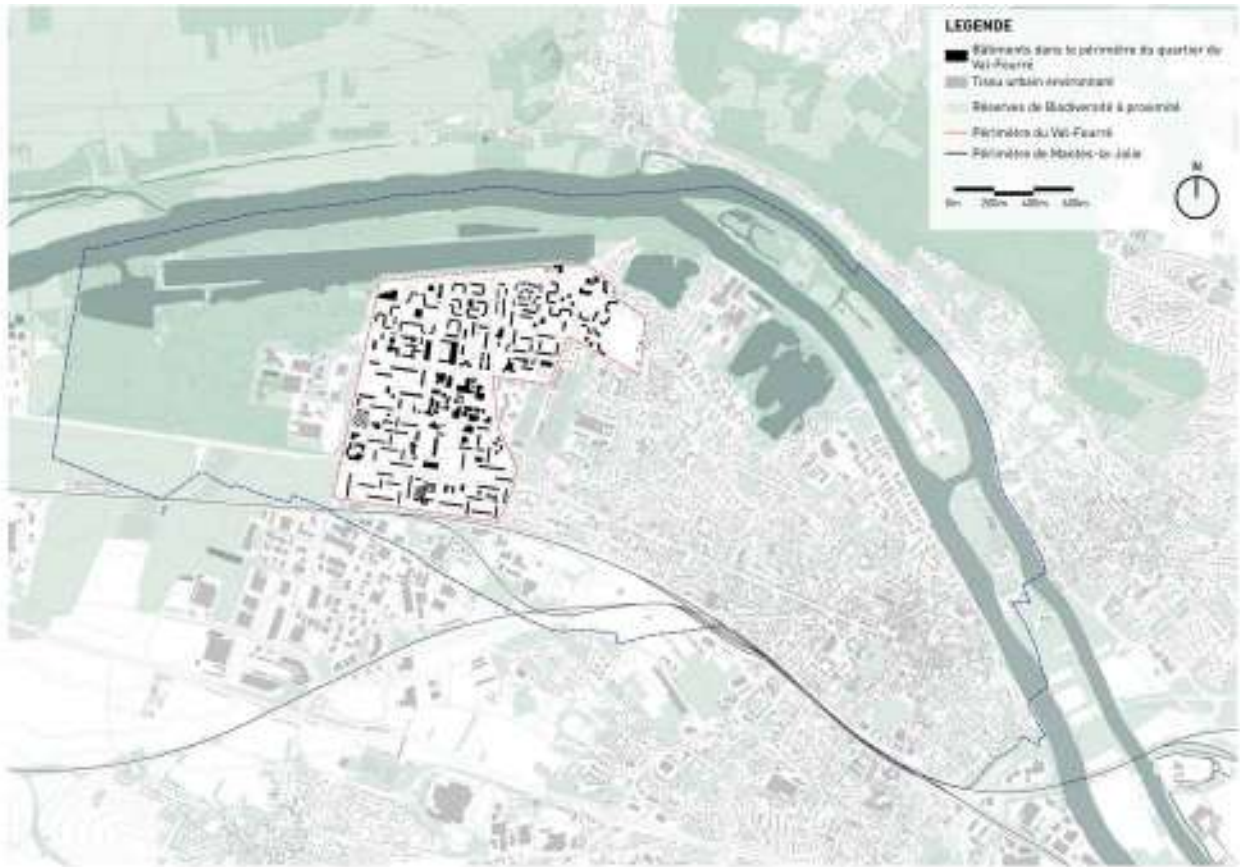 LEGENDE
Bâtiments dans le périmètre du quartier du
Val-Fourré
Tissu urbain environnant
Réserves de Biodiversité à proximité
Périmètre du Val-Fourré
Périmètre de Mantes-la-Jolie
N
0m 200m 400m 600m